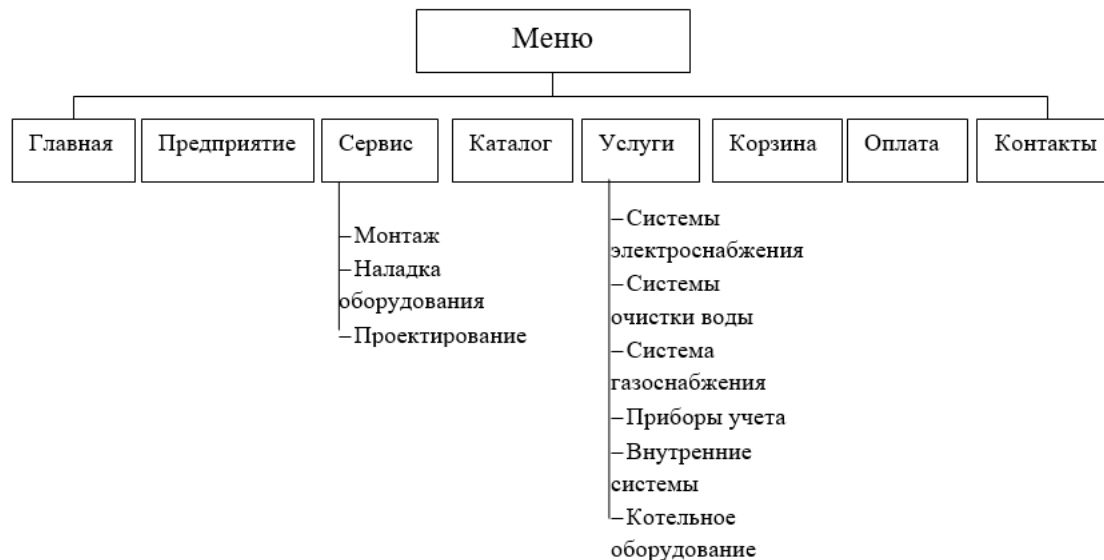 Меню
Главная
Предприятие
Сервис
Каталог
Услуги
Корзина
Оплата
Контакты
–Монтаж
–Наладка
оборудования
–Проектирование
–Системы
электроснабжения
–Системы
очистки воды
–Система
газоснабжения
–Приборы учета
–Внутренние
системы
–Котельное
оборудование